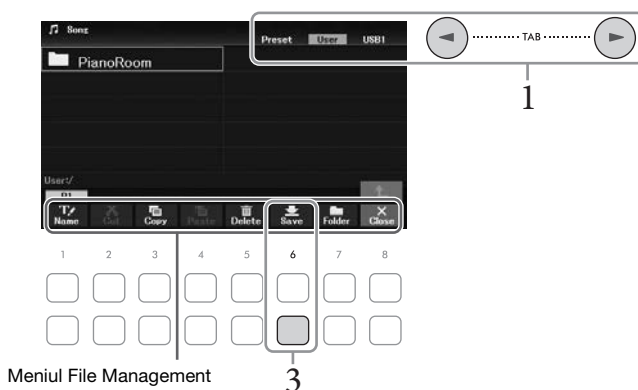 Song
Preset User USB1
TAB
1
PianoRoom
User:/
P1
Name Cut Copy Paste Delete Save Folder Close
1 2 3 4 5 6 7 8
Meniul File Management
3